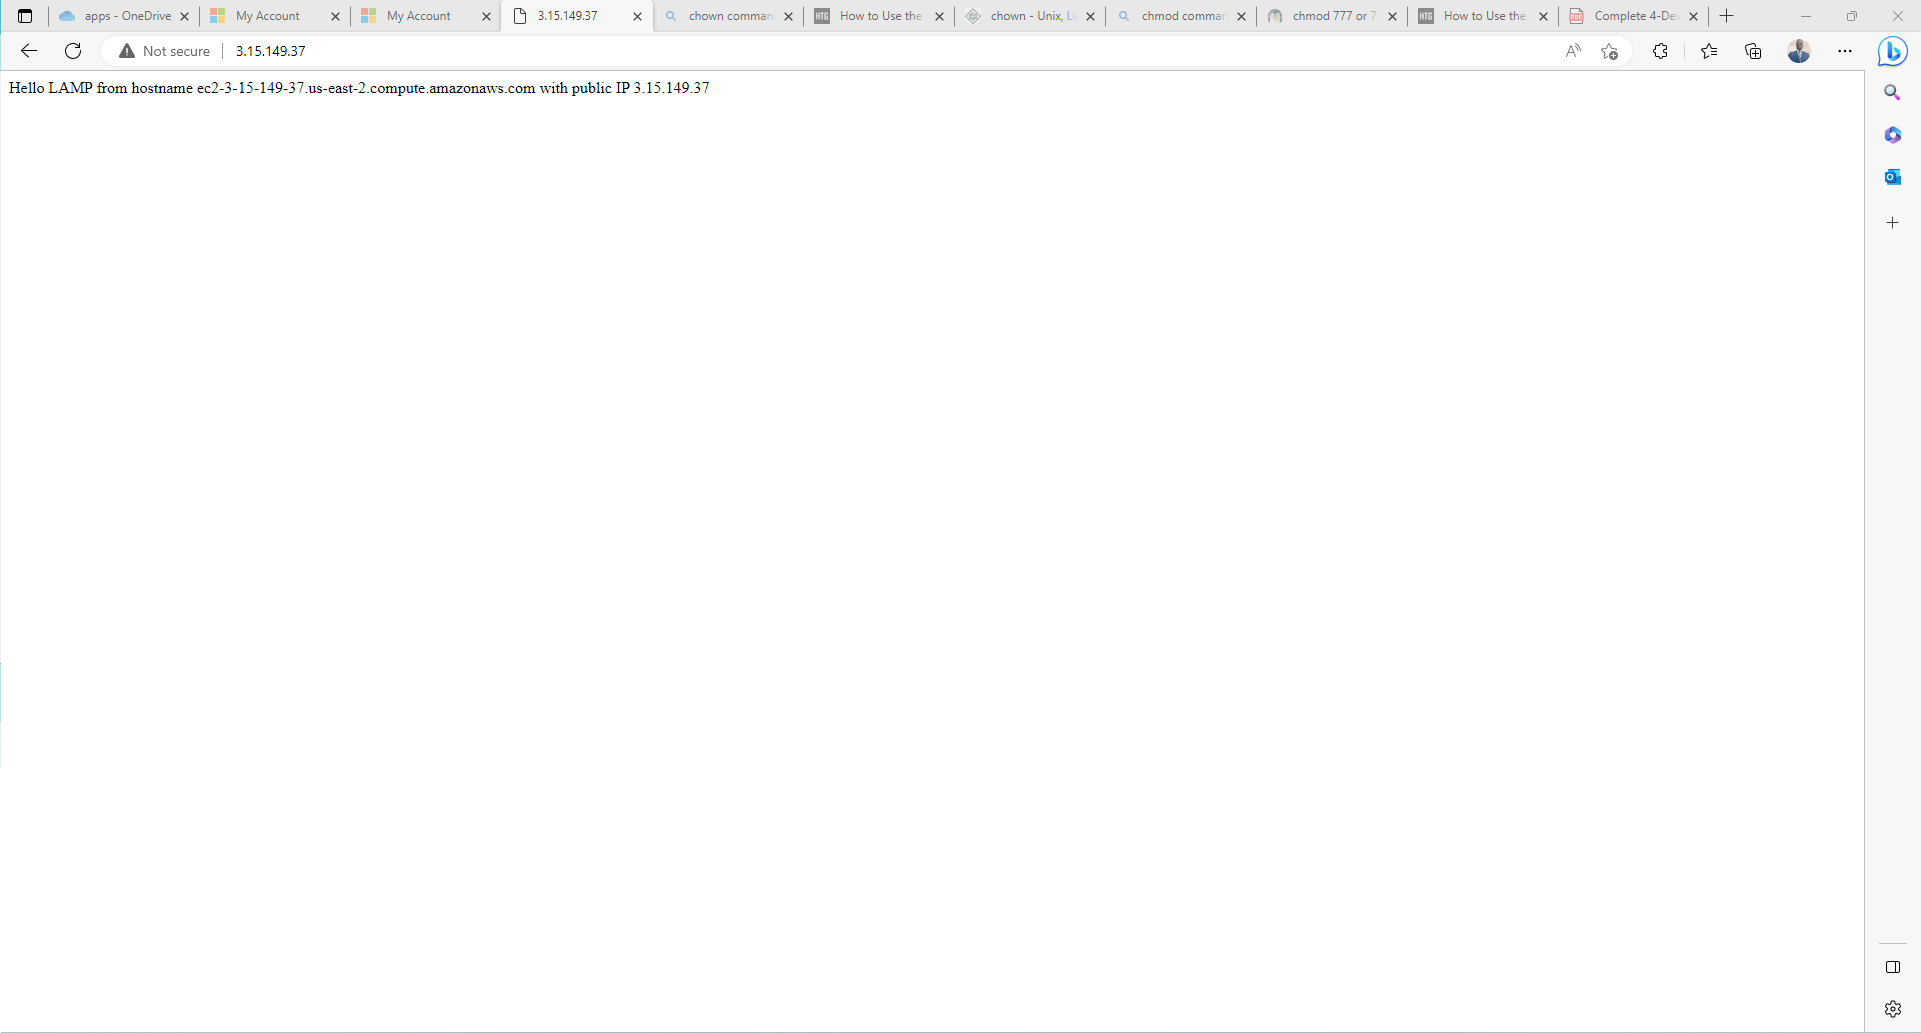 apps - OneDrive
My Account
My Account
3.15.149.37
chown comman
HTG How to Use the
chown - Unix, Li
chmod comman
chmod 777 or 7
HTG How to Use the
PDF Complete 4-De
Not secure 3.15.149.37
Hello LAMP from hostname ec2-3-15-149-37.us-east-2.compute.amazonaws.com with public IP 3.15.149.37